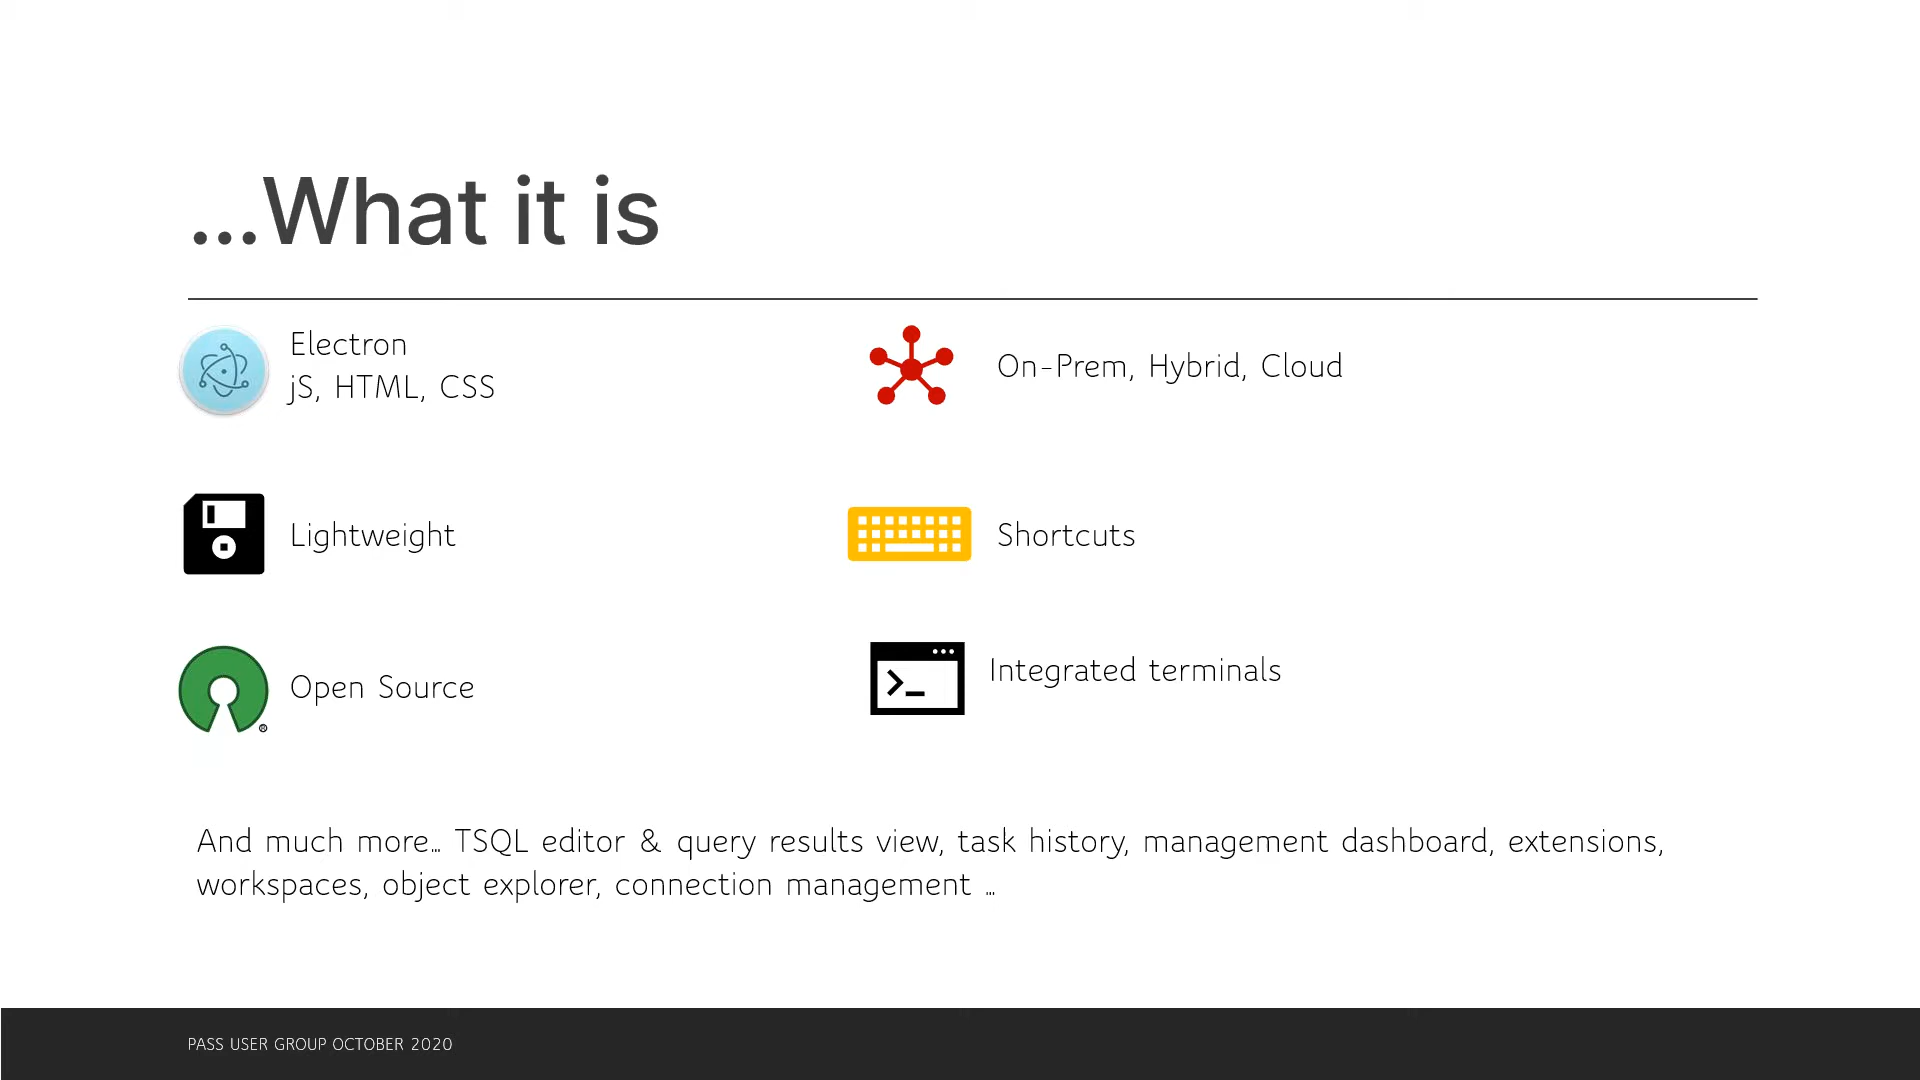 ...What it is
Electron
jS, HTML, CSS
On-Prem, Hybrid, Cloud
Lightweight
Shortcuts
Open Source
Integrated terminals
And much more… TSQL editor & query results view, task history, management dashboard, extensions,
workspaces, object explorer, connection management …
PASS USER GROUP OCTOBER 2020